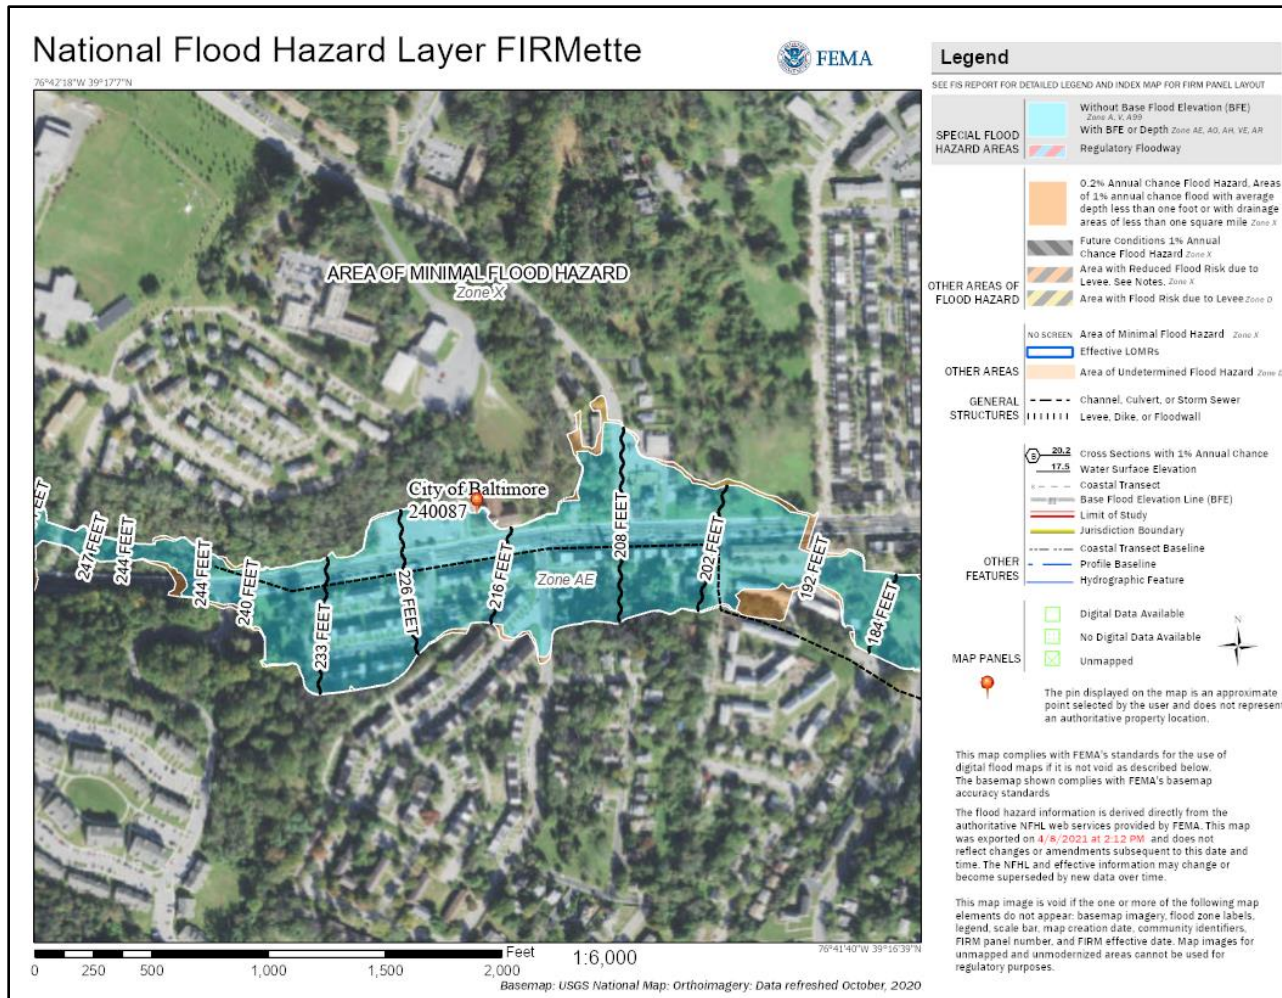 National Flood Hazard Layer FIRMette
FEMA
76°42'18"W 39°17'7"N
AREA OF MINIMAL FLOOD HAZARD
Zone X
City of Baltimore
240087
FEET
247 FEET
244 FEET
244 FEET
240 FEET
233 FEET
226 FEET
216 FEET
Zone AE
208 FEET
202 FEET
192 FEET
184 FEET
76°41'40"W 39°16'39"N
Feet
1:6,000
0 250 500 1,000 1,500 2,000
Basemap: USGS National Map: Orthoimagery: Data refreshed October, 2020
Legend
SEE FIS REPORT FOR DETAILED LEGEND AND INDEX MAP FOR FIRM PANEL LAYOUT
SPECIAL FLOOD
HAZARD AREAS
Without Base Flood Elevation (BFE)
Zone A, V, A99
With BFE or Depth Zone AE, AO, AH, VE, AR
Regulatory Floodway
OTHER AREAS OF
FLOOD HAZARD
0.2% Annual Chance Flood Hazard, Areas
of 1% annual chance flood with average
depth less than one foot or with drainage
areas of less than one square mile Zone X
Future Conditions 1% Annual
Chance Flood Hazard Zone X
Area with Reduced Flood Risk due to
Levee. See Notes. Zone X
Area with Flood Risk due to Levee Zone D
OTHER AREAS
NO SCREEN Area of Minimal Flood Hazard Zone X
Effective LOMRs
Area of Undetermined Flood Hazard Zone
GENERAL
STRUCTURES
Channel, Culvert, or Storm Sewer
Levee, Dike, or Floodwall
OTHER
FEATURES
B 20.2 Cross Sections with 1% Annual Chance
17.5 Water Surface Elevation
Coastal Transect
Base Flood Elevation Line (BFE)
Limit of Study
Jurisdiction Boundary
Coastal Transect Baseline
Profile Baseline
Hydrographic Feature
MAP PANELS
Digital Data Available
No Digital Data Available
Unmapped
N
The pin displayed on the map is an approximate
point selected by the user and does not represent
an authoritative property location.
This map complies with FEMA's standards for the use of
digital flood maps if it is not void as described below.
The basemap shown complies with FEMA's basemap
accuracy standards
The flood hazard information is derived directly from the
authoritative NFHL web services provided by FEMA. This map
was exported on 4/8/2021 at 2:12 PM and does not
reflect changes or amendments subsequent to this date and
time. The NFHL and effective information may change or
become superseded by new data over time.
This map image is void if the one or more of the following map
elements do not appear: basemap imagery, flood zone labels,
legend, scale bar, map creation date, community identifiers,
FIRM panel number, and FIRM effective date. Map images for
unmapped and unmodernized areas cannot be used for
regulatory purposes.